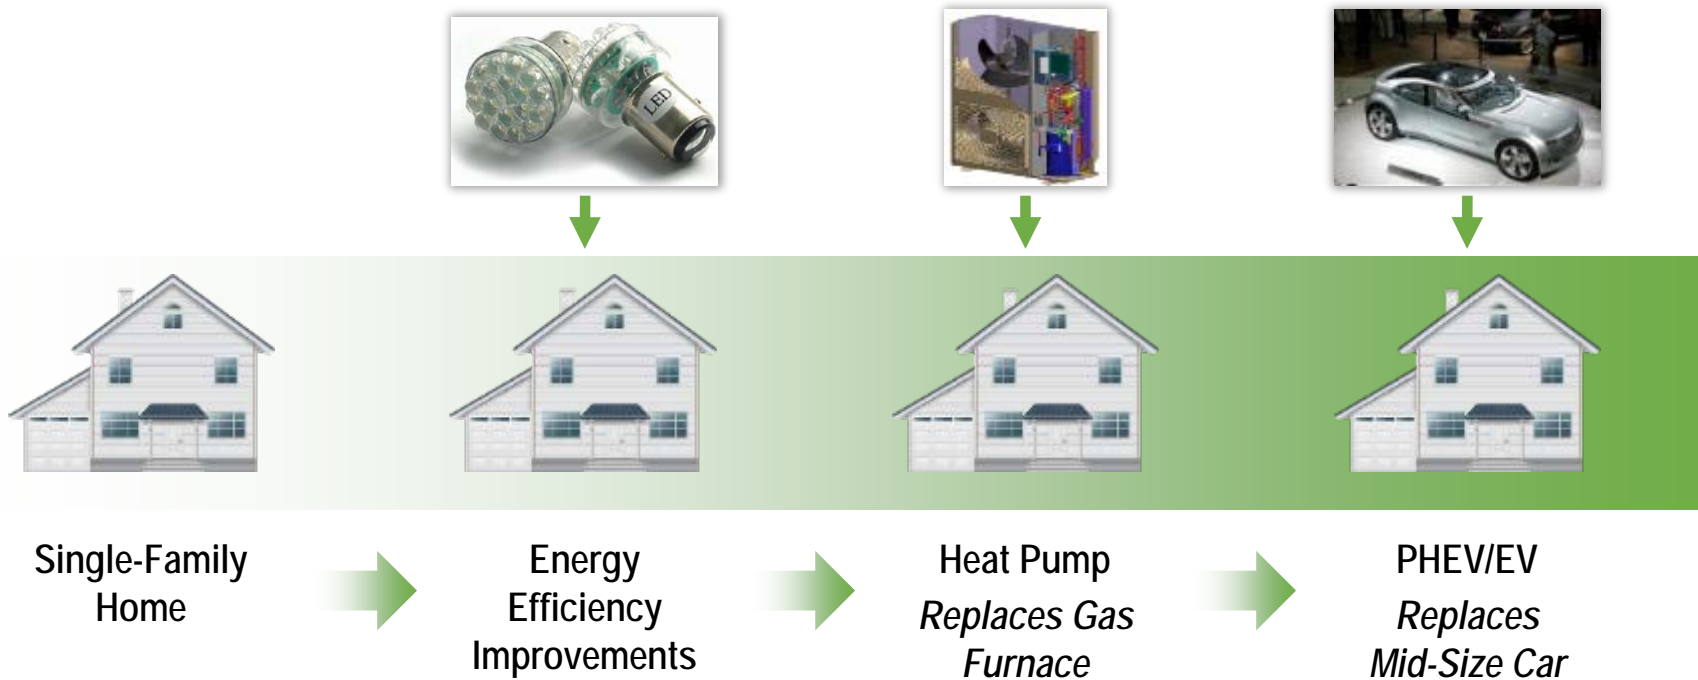 LED
Single-Family
Home
Energy
Efficiency
Improvements
Heat Pump
Replaces Gas
Furnace
PHEV/EV
Replaces
Mid-Size Car